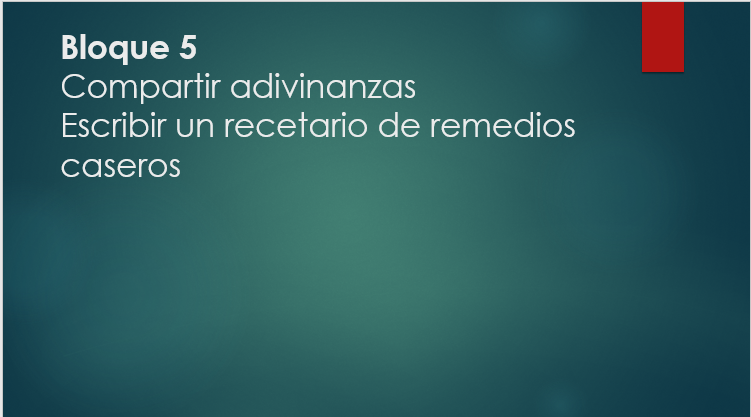 Bloque 5
Compartir adivinanzas
Escribir un recetario de remedios
caseros